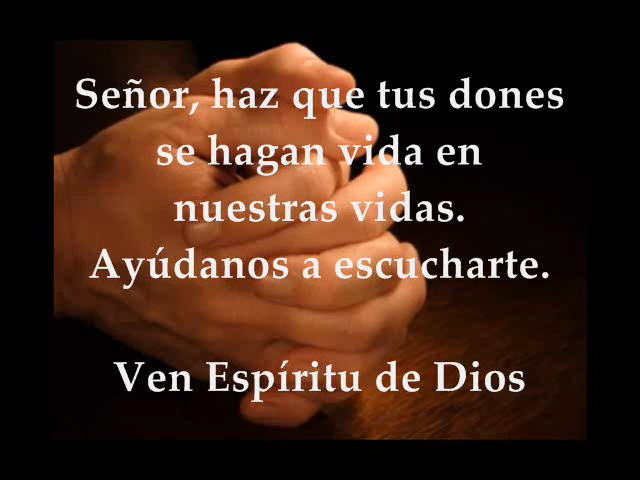 Señor, haz que tus dones
se hagan vida en
nuestras vidas.
Ayúdanos a escucharte.
Ven Espíritu de Dios